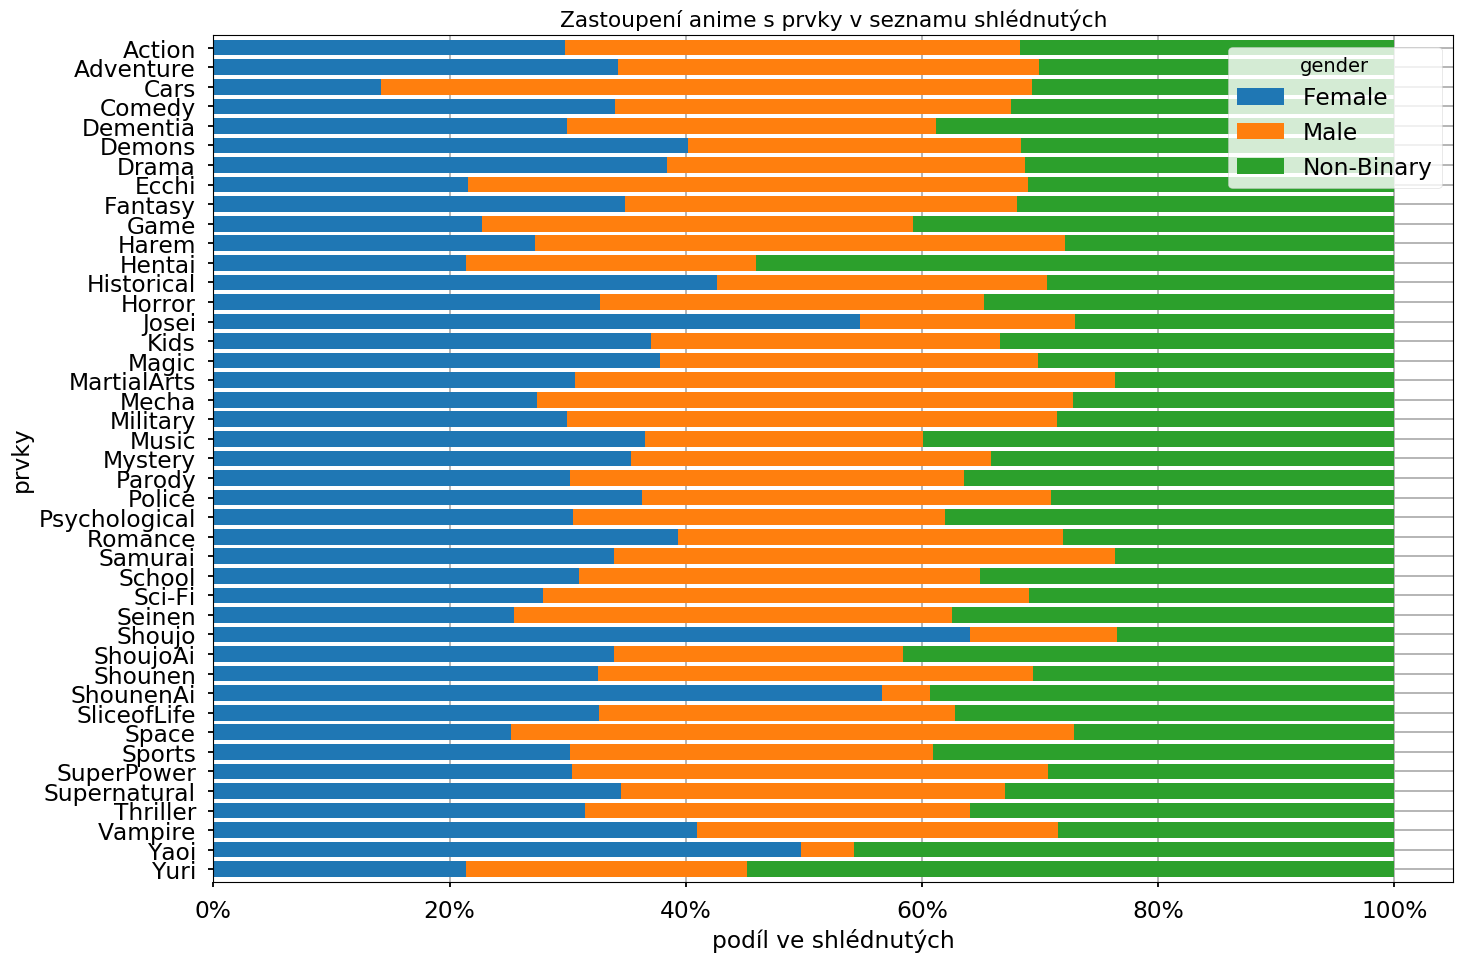 Zastoupení anime s prvky v seznamu shlédnutých
prvky
Action
Adventure
Cars
Comedy
Dementia
Demons
Drama
Ecchi
Fantasy
Game
Harem
Hentai
Historical
Horror
Josei
Kids
Magic
MartialArts
Mecha
Military
Music
Mystery
Parody
Police
Psychological
Romance
Samurai
School
Sci-Fi
Seinen
Shoujo
ShoujoAi
Shounen
ShounenAi
SliceofLife
Space
Sports
SuperPower
Supernatural
Thriller
Vampire
Yaoi
Yuri
gender
Female
Male
Non-Binary
0% 20% 40% 60% 80% 100%
podíl ve shlédnutých